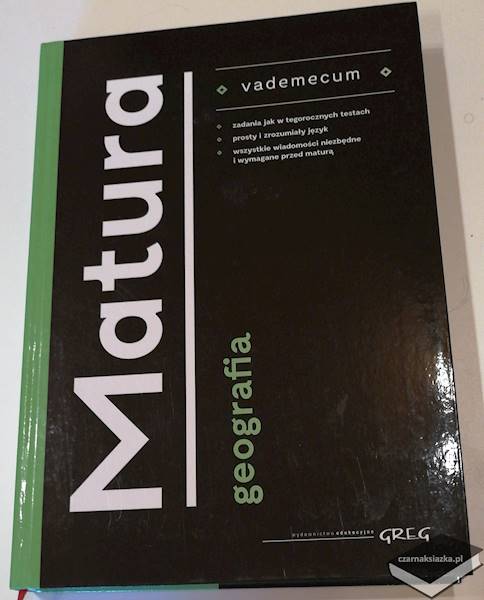 Matura
vademecum
zadania jak w tegorocznych testach
prosty i zrozumiały język
wszystkie wiadomości niezbędne
i wymagane przed maturą
geografia
wydawnictwo edukacyjne GREG
czarnaksiazka.pl